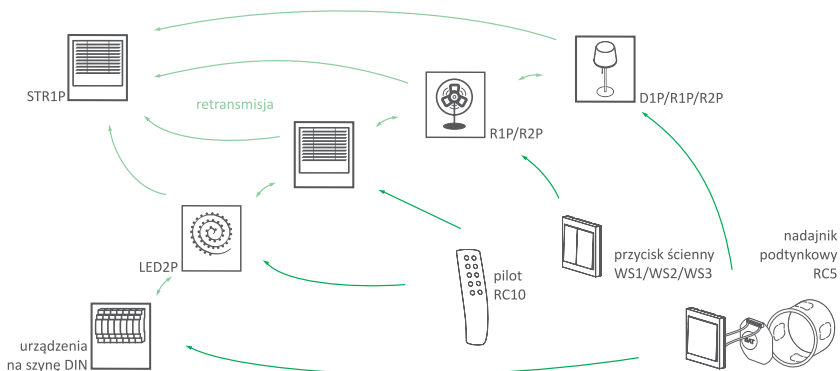 STR1P
retransmisja
R1P/R2P
D1P/R1P/R2P
LED2P
pilot
RC10
przycisk ścienny
WS1/WS2/WS3
nadajnik
podtynkowy
RC5
urządzenia
na szynę DIN
BAT